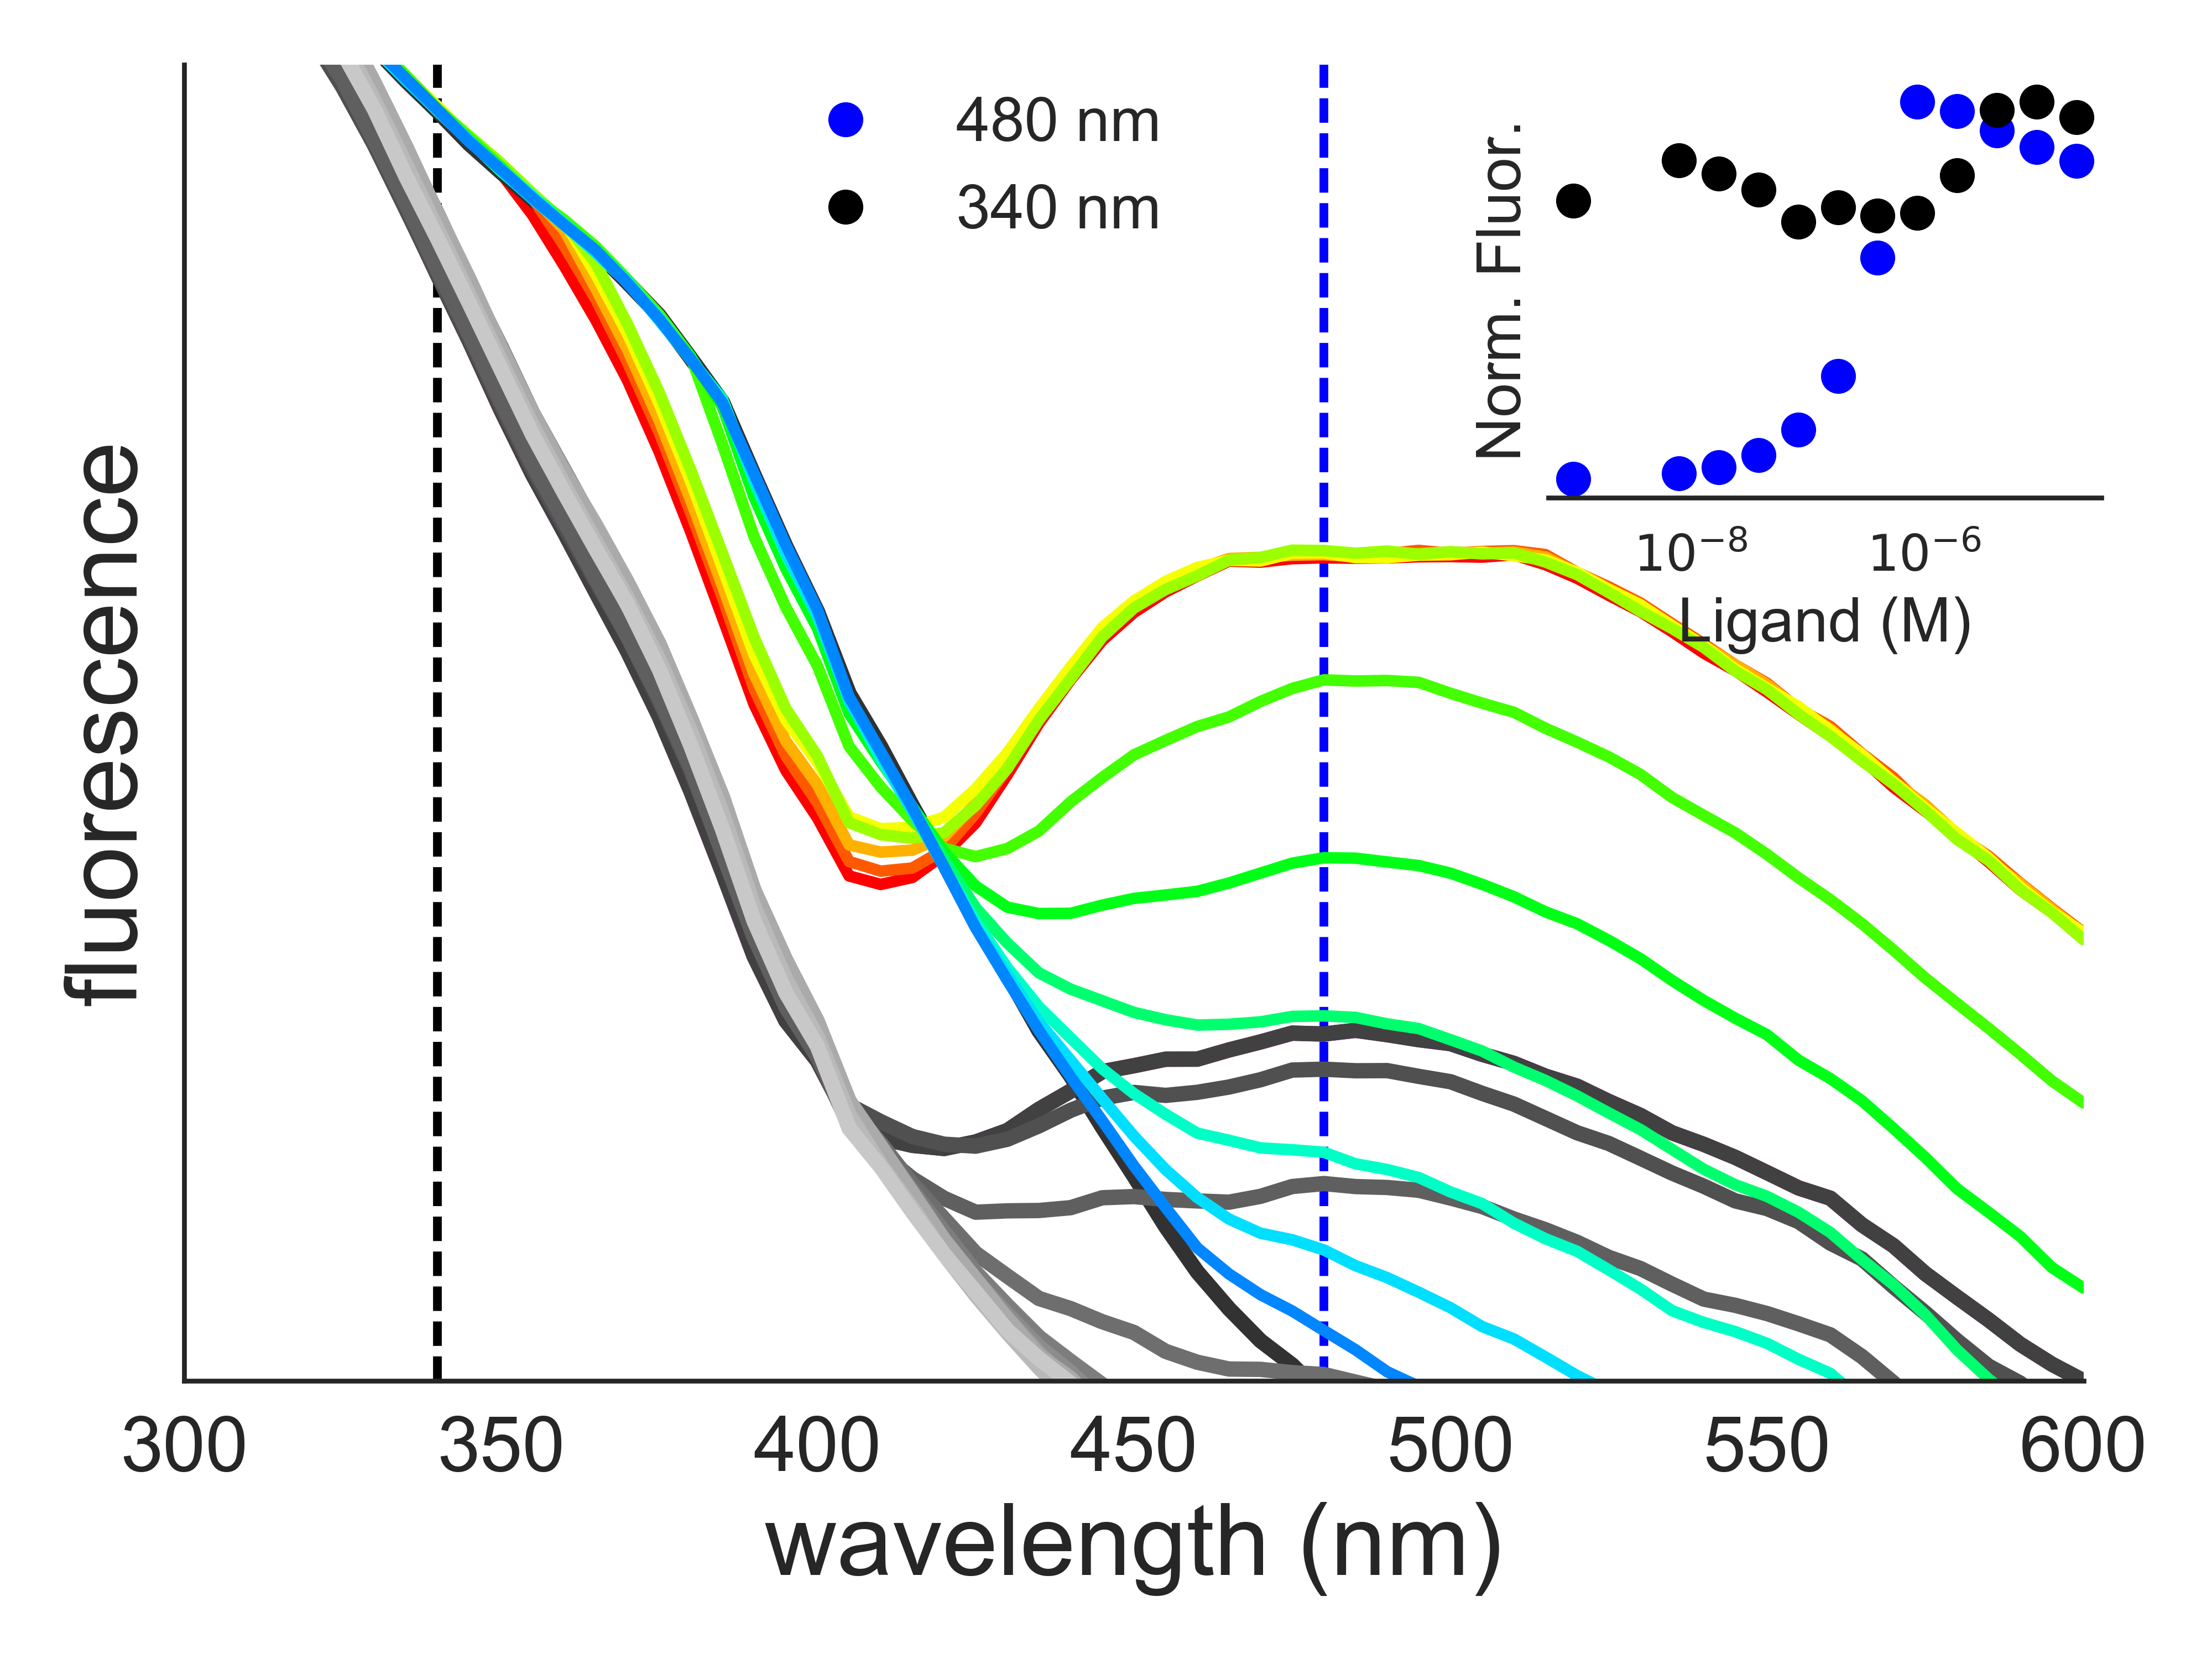 480 nm
340 nm
Norm. Fluor.
10⁻⁸ 10⁻⁶
Ligand (M)
fluorescence
300 350 400 450 500 550 600
wavelength (nm)